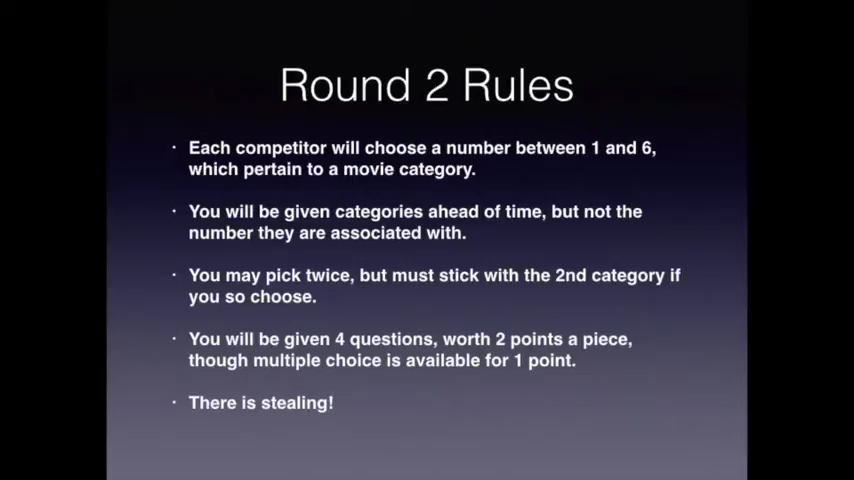 Round 2 Rules
· Each competitor will choose a number between 1 and 6,
which pertain to a movie category.
· You will be given categories ahead of time, but not the
number they are associated with.
· You may pick twice, but must stick with the 2nd category if
you so choose.
· You will be given 4 questions, worth 2 points a piece,
though multiple choice is available for 1 point.
· There is stealing!